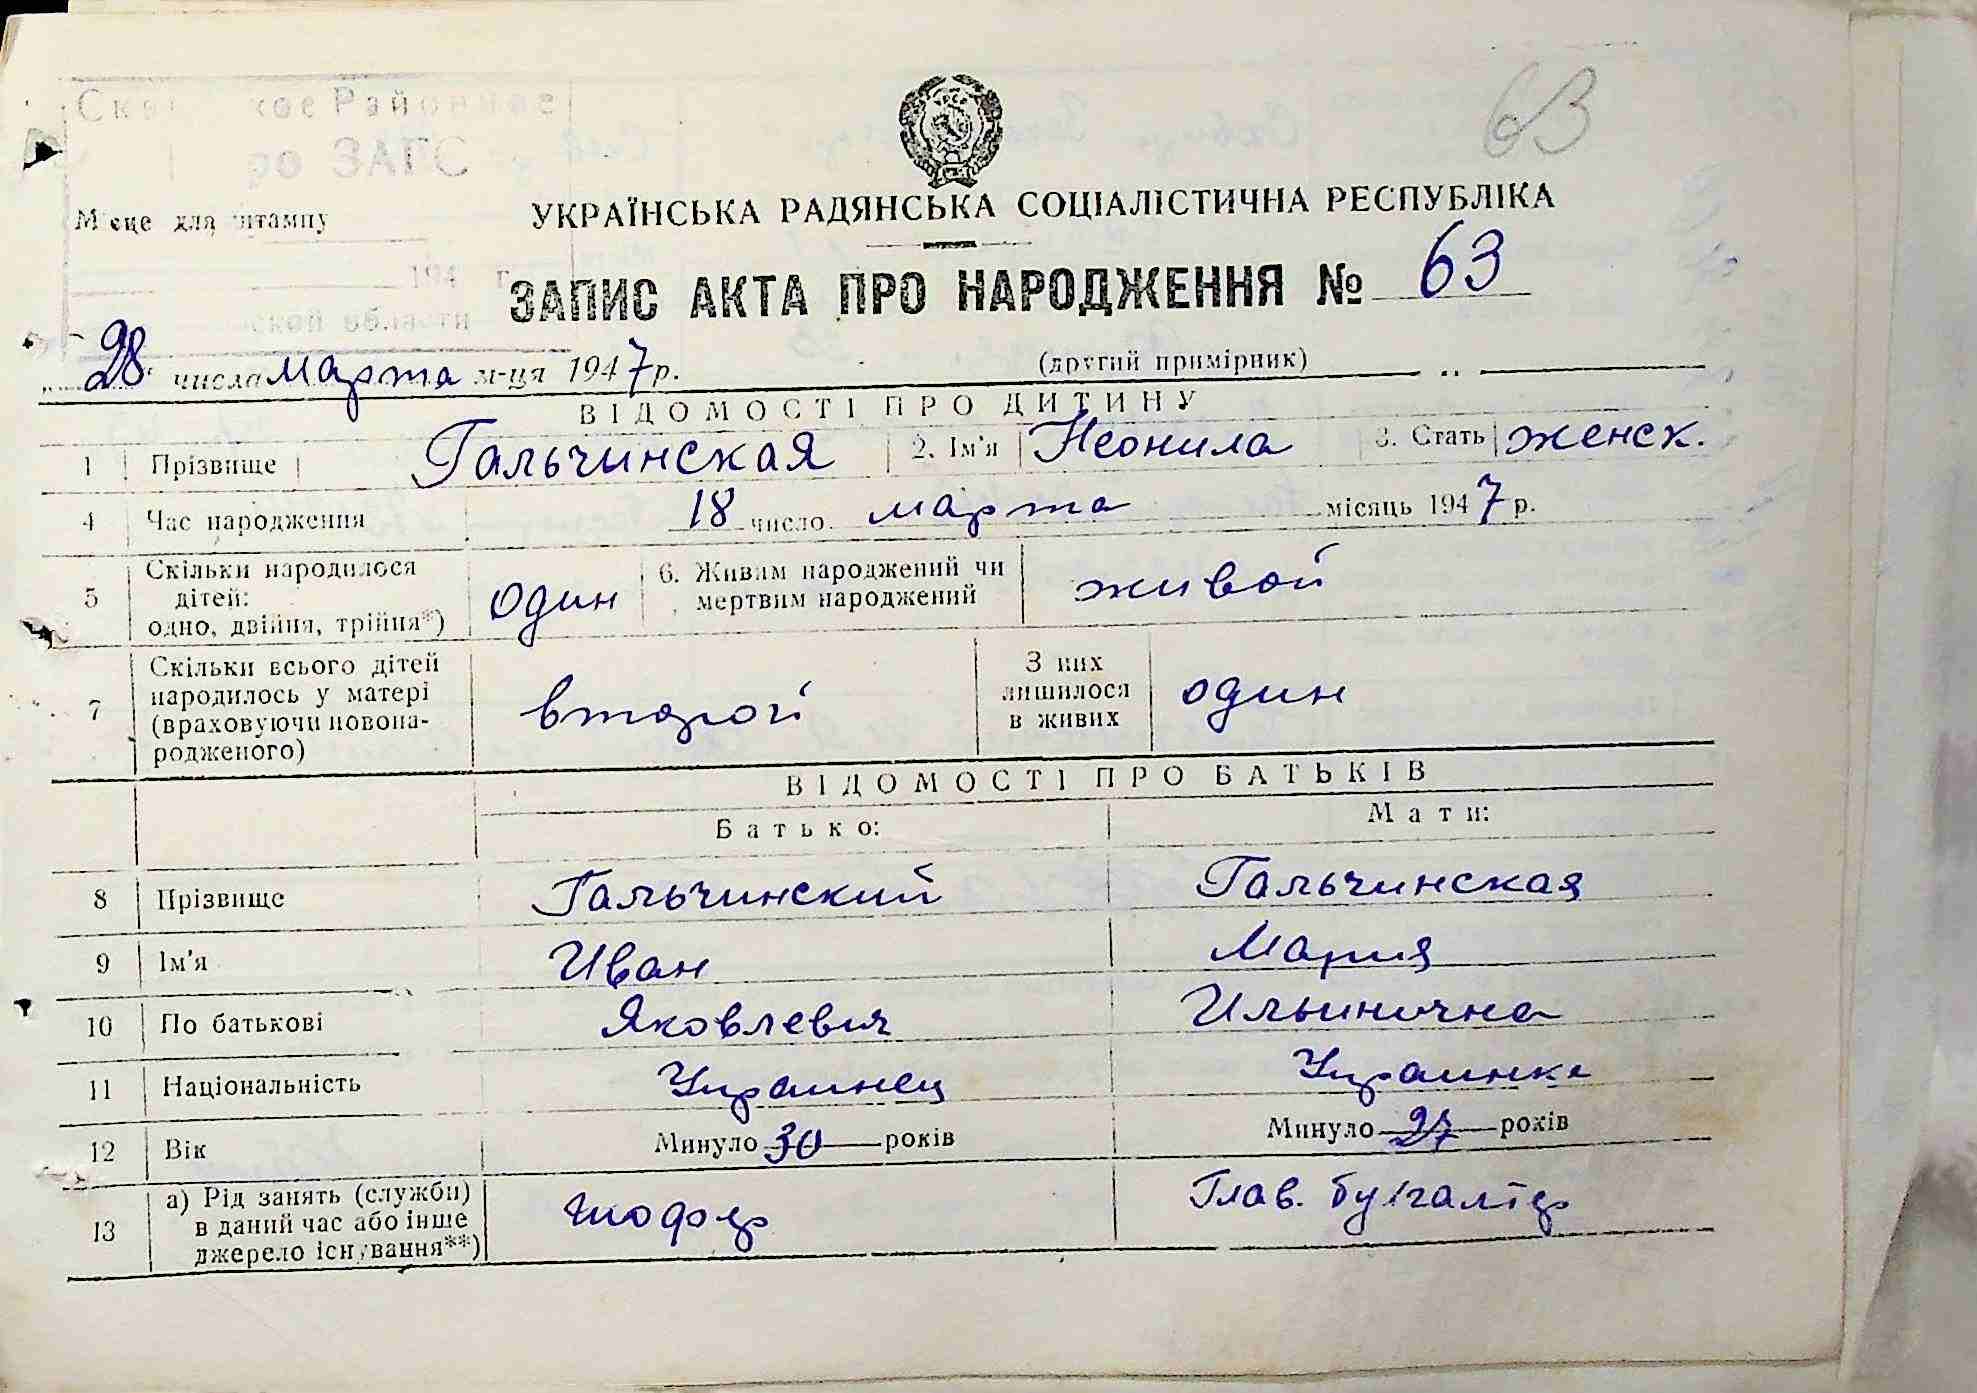 63
Районное
ЗАГС
Місце для штампу
194 г.
ской области
УКРАЇНСЬКА РАДЯНСЬКА СОЦІАЛІСТИЧНА РЕСПУБЛІКА
ЗАПИС АКТА ПРО НАРОДЖЕННЯ № 63
„28“ числа марта м-ця 1947 р. (другий примірник)
ВІДОМОСТІ ПРО ДИТИНУ
1 Прізвище Гальчинская 2. Ім'я Неонила 3. Стать женск.
4 Час народження 18 число марта місяць 1947 р.
5 Скільки народилося дітей: одно, двійня, трійня*) один 6. Живим народжений чи мертвим народжений живой
7 Скільки всього дітей народилось у матері (враховуючи новонародженого) второй З них лишилося в живих один
ВІДОМОСТІ ПРО БАТЬКІВ
Батько: Мати:
8 Прізвище Гальчинский Гальчинская
9 Ім'я Иван Мария
10 По батькові Яковлевич Ильинична
11 Національність Украинец Украинка
12 Вік Минуло 30 років Минуло 27 років
13 а) Рід занять (служби) в даний час або інше джерело існування**) шофер Глав. бухгалтер